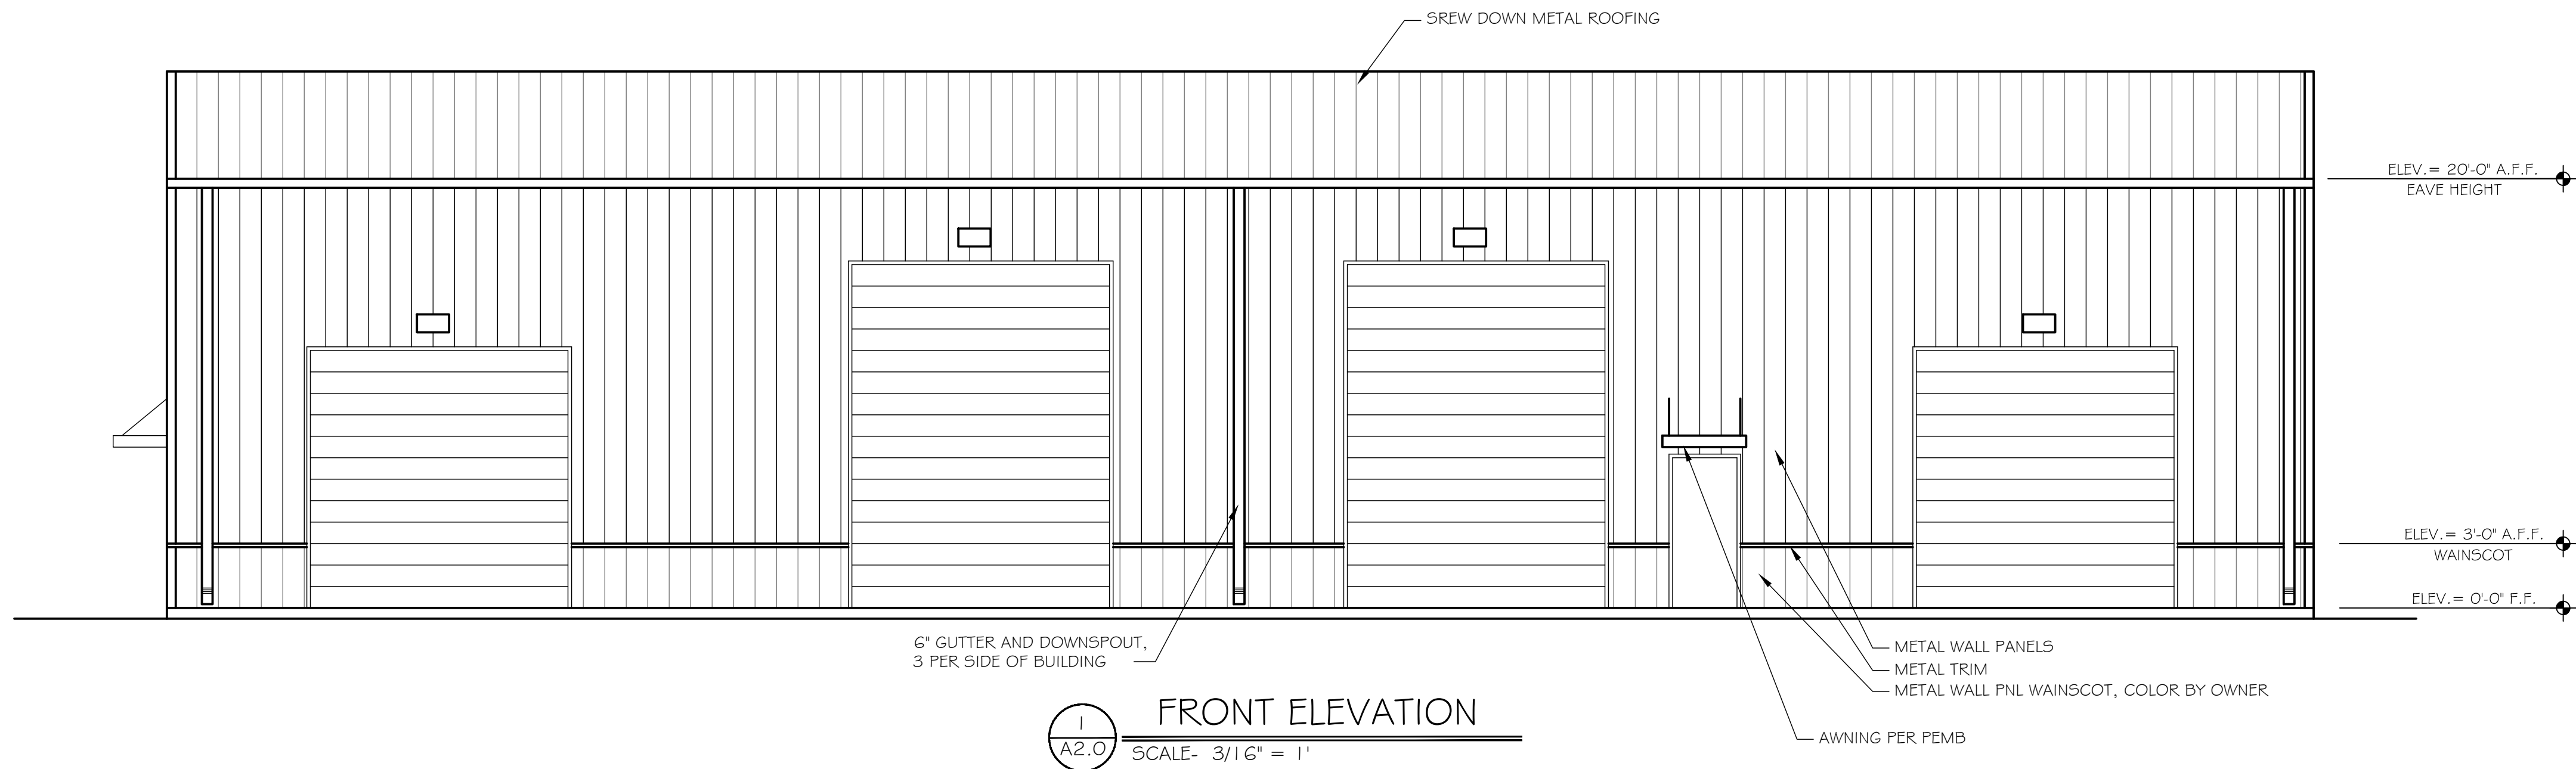 SREW DOWN METAL ROOFING
ELEV.= 20'-0" A.F.F.
EAVE HEIGHT
ELEV.= 3'-0" A.F.F.
WAINSCOT
ELEV.= 0'-0" F.F.
6" GUTTER AND DOWNSPOUT,
3 PER SIDE OF BUILDING
METAL WALL PANELS
METAL TRIM
METAL WALL PNL WAINSCOT, COLOR BY OWNER
AWNING PER PEMB
1
A2.0
FRONT ELEVATION
SCALE- 3/16" = 1'